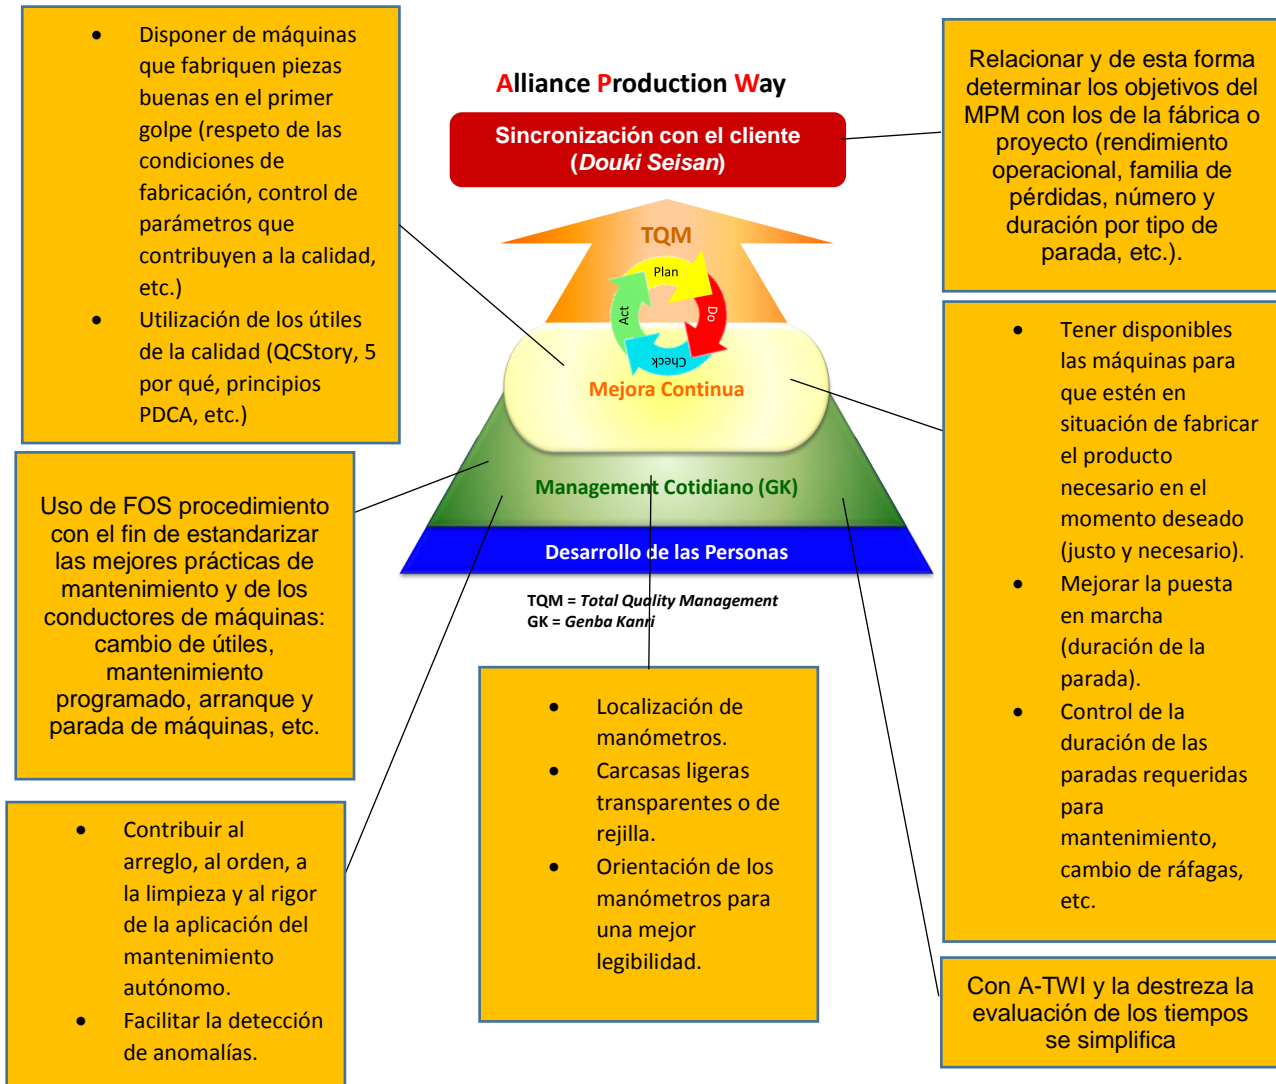 • Disponer de máquinas
que fabriquen piezas
buenas en el primer
golpe (respeto de las
condiciones de
fabricación, control de
parámetros que
contribuyen a la calidad,
etc.)
• Utilización de los útiles
de la calidad (QCStory, 5
por qué, principios
PDCA, etc.)
Alliance Production Way
Sincronización con el cliente
(Douki Seisan)
TQM
Plan
Do
Check
Act
Mejora Continua
Management Cotidiano (GK)
Desarrollo de las Personas
TQM = Total Quality Management
GK = Genba Kanri
Relacionar y de esta forma
determinar los objetivos del
MPM con los de la fábrica o
proyecto (rendimiento
operacional, familia de
pérdidas, número y
duración por tipo de
parada, etc.).
• Tener disponibles
las máquinas para
que estén en
situación de fabricar
el producto
necesario en el
momento deseado
(justo y necesario).
• Mejorar la puesta
en marcha
(duración de la
parada).
• Control de la
duración de las
paradas requeridas
para
mantenimiento,
cambio de ráfagas,
etc.
Uso de FOS procedimiento
con el fin de estandarizar
las mejores prácticas de
mantenimiento y de los
conductores de máquinas:
cambio de útiles,
mantenimiento
programado, arranque y
parada de máquinas, etc.
• Contribuir al
arreglo, al orden, a
la limpieza y al rigor
de la aplicación del
mantenimiento
autónomo.
• Facilitar la detección
de anomalías.
• Localización de
manómetros.
• Carcasas ligeras
transparentes o de
rejilla.
• Orientación de los
manómetros para
una mejor
legibilidad.
Con A-TWI y la destreza la
evaluación de los tiempos
se simplifica